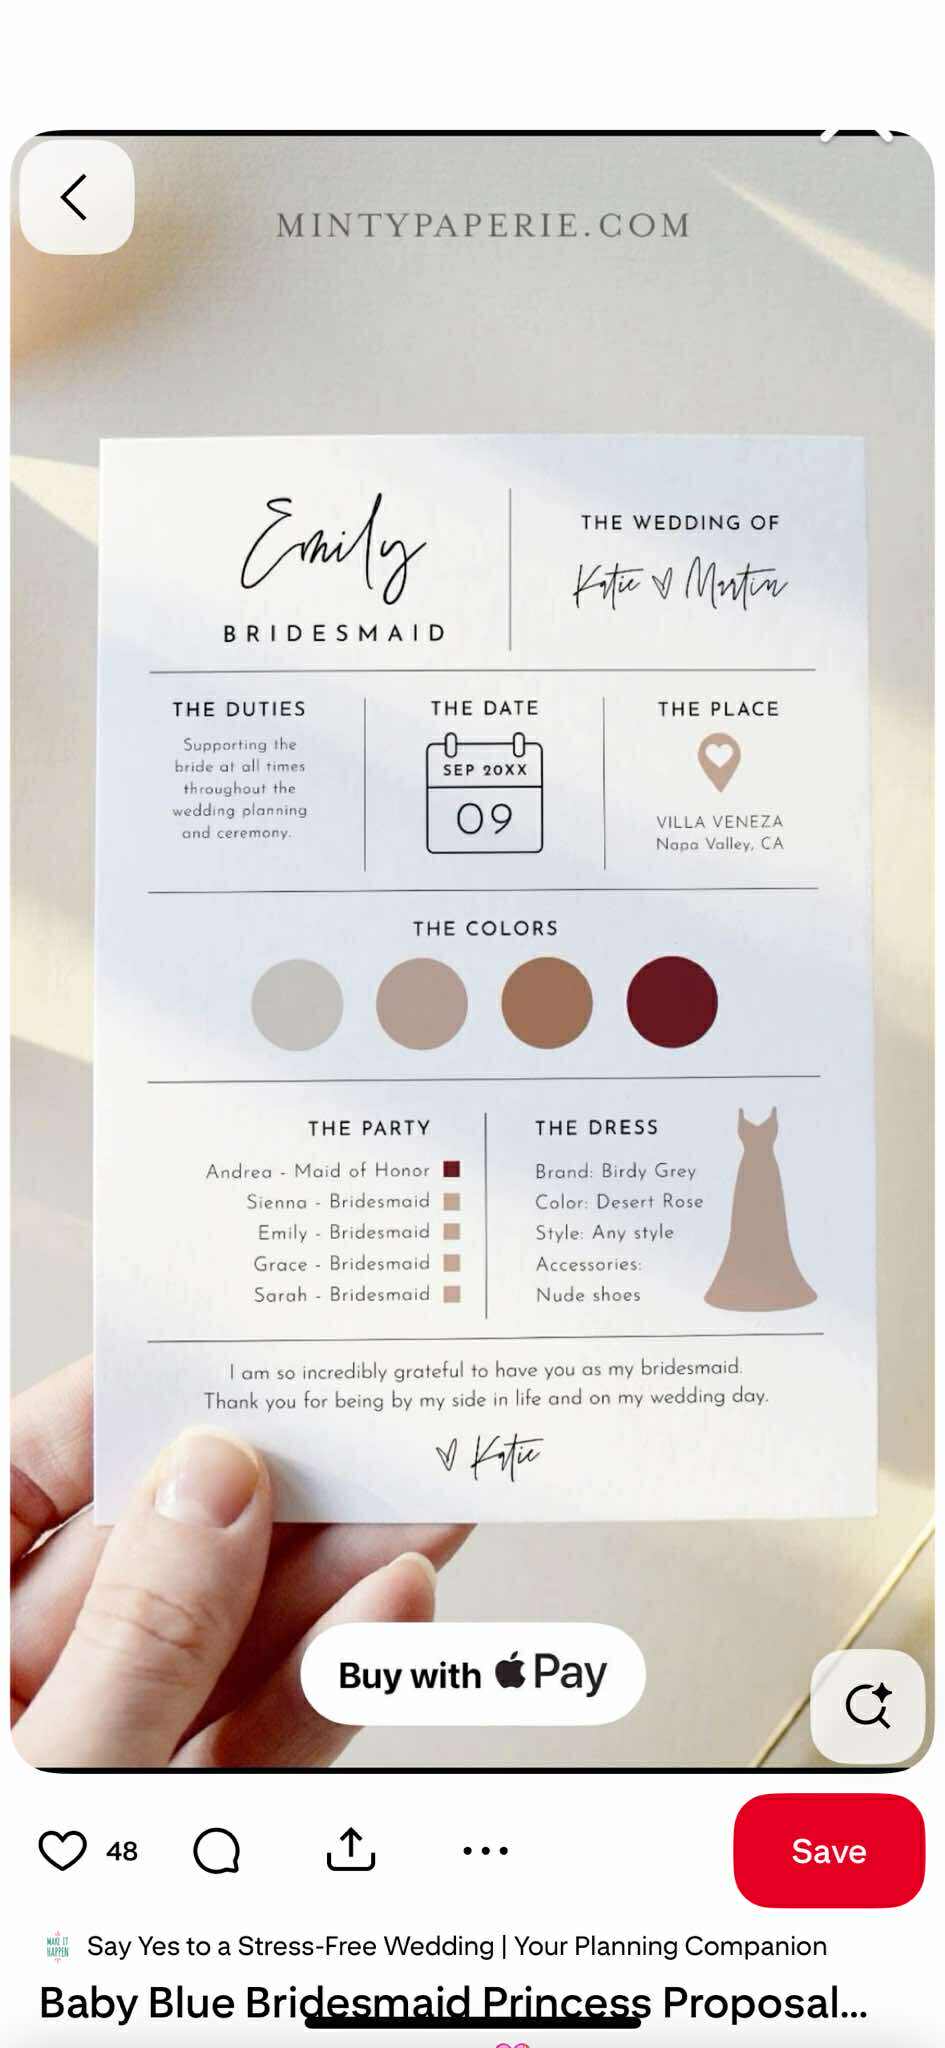 MINTYPAPERIE.COM
Emily
BRIDESMAID
THE WEDDING OF
Katie Martin
THE DUTIES
Supporting the
bride at all times
throughout the
wedding planning
and ceremony.
THE DATE
SEP 20XX
09
THE PLACE
VILLA VENEZA
Napa Valley, CA
THE COLORS
THE PARTY
Andrea - Maid of Honor
Sienna - Bridesmaid
Emily - Bridesmaid
Grace - Bridesmaid
Sarah - Bridesmaid
THE DRESS
Brand: Birdy Grey
Color: Desert Rose
Style: Any style
Accessories:
Nude shoes
I am so incredibly grateful to have you as my bridesmaid.
Thank you for being by my side in life and on my wedding day.
Katie
Buy with Pay
48
Save
MAKE IT
HAPPEN
Say Yes to a Stress-Free Wedding | Your Planning Companion
Baby Blue Bridesmaid Princess Proposal...